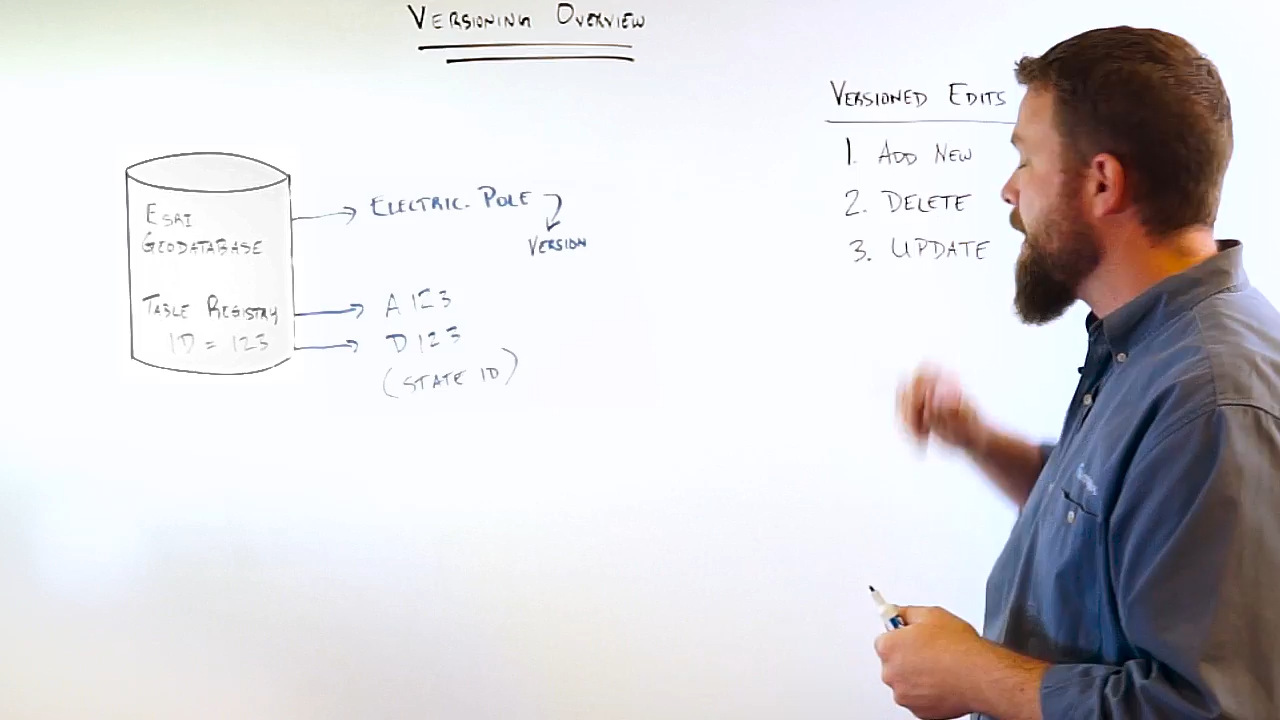 VERSIONING OVERVIEW
ESRI
GEODATABASE
TABLE REGISTRY
ID = 123
ELECTRIC. POLE
VERSION
A 123
D 123
(STATE ID)
VERSIONED EDITS
1. ADD NEW
2. DELETE
3. UPDATE